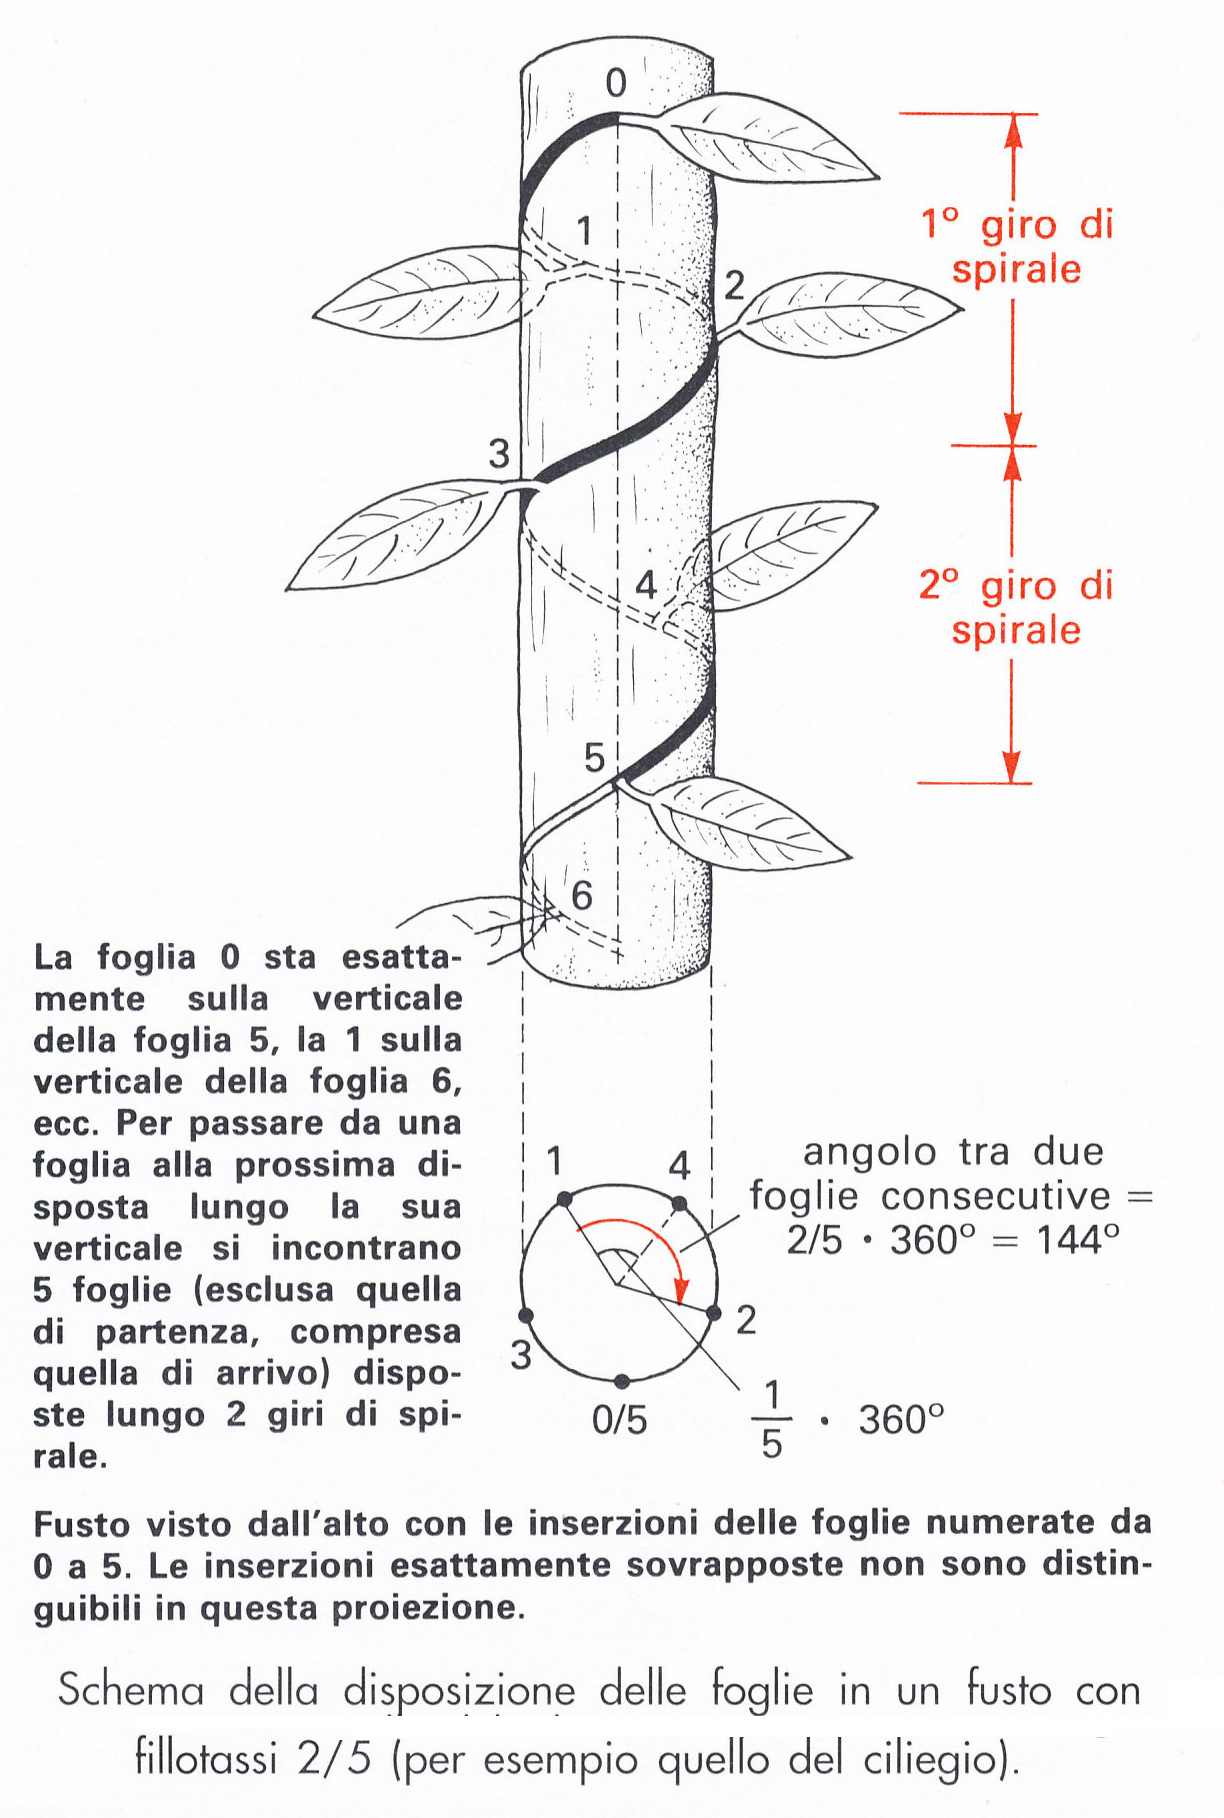 0
1
2
1º giro di
spirale
3
4
2º giro di
spirale
5
6
La foglia 0 sta esatta-
mente sulla verticale
della foglia 5, la 1 sulla
verticale della foglia 6,
ecc. Per passare da una
foglia alla prossima di-
sposta lungo la sua
verticale si incontrano
5 foglie (esclusa quella
di partenza, compresa
quella di arrivo) dispo-
ste lungo 2 giri di spi-
rale.
1
4
angolo tra due
foglie consecutive =
2/5 · 360º = 144º
2
3
0/5
1/5 · 360º
Fusto visto dall'alto con le inserzioni delle foglie numerate da
0 a 5. Le inserzioni esattamente sovrapposte non sono distin-
guibili in questa proiezione.
Schema della disposizione delle foglie in un fusto con
fillotassi 2/5 (per esempio quello del ciliegio).